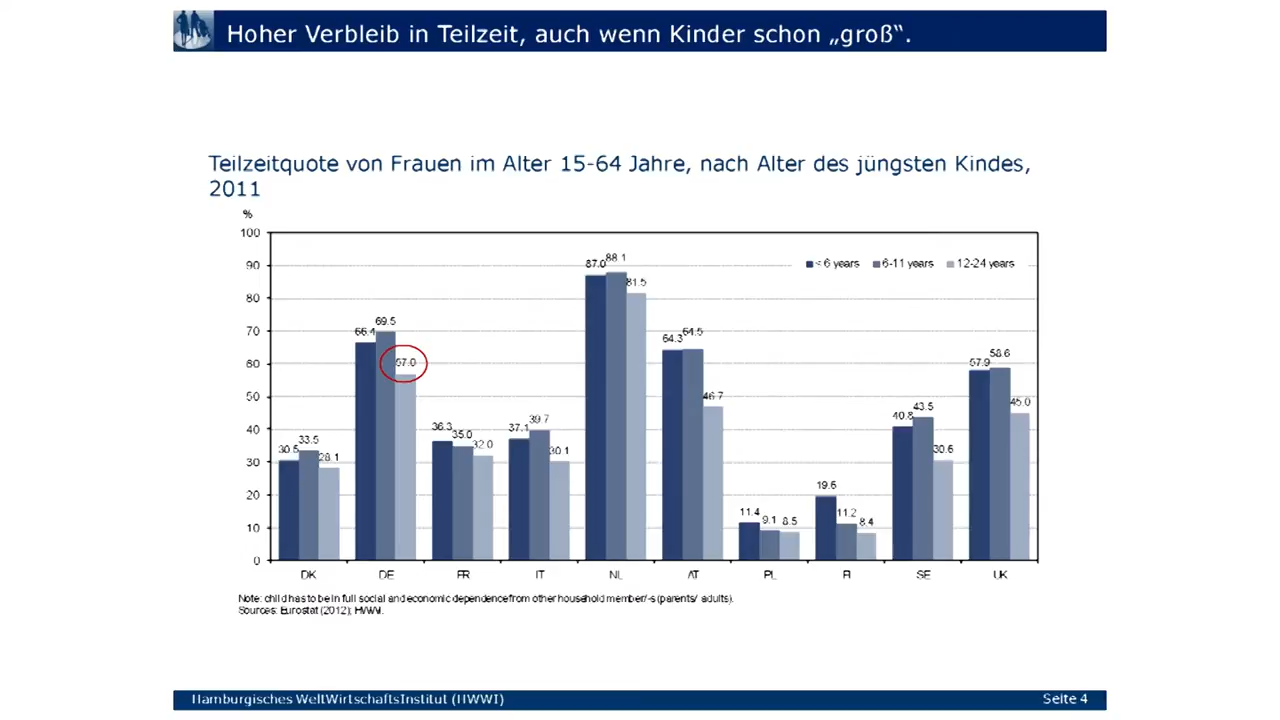 Hoher Verbleib in Teilzeit, auch wenn Kinder schon „groß“.
Teilzeitquote von Frauen im Alter 15-64 Jahre, nach Alter des jüngsten Kindes,
2011
%
100
90
80
70
60
50
40
30
20
10
0
< 6 years 6-11 years 12-24 years
30.5 33.5 28.1
66.4 69.5 57.0
36.3 35.0 32.0
37.1 39.7 30.1
87.0 88.1 81.5
64.3 64.5 46.7
11.4 9.1 8.5
19.6 11.2 8.4
40.8 43.5 30.6
57.9 58.6 45.0
DK DE FR IT NL AT PL FI SE UK
Note: child has to be in full social and economic dependence from other household member/-s (parents/ adults).
Sources: Eurostat (2012); HWWI.
Hamburgisches WeltWirtschaftsInstitut (HWWI)
Seite 4